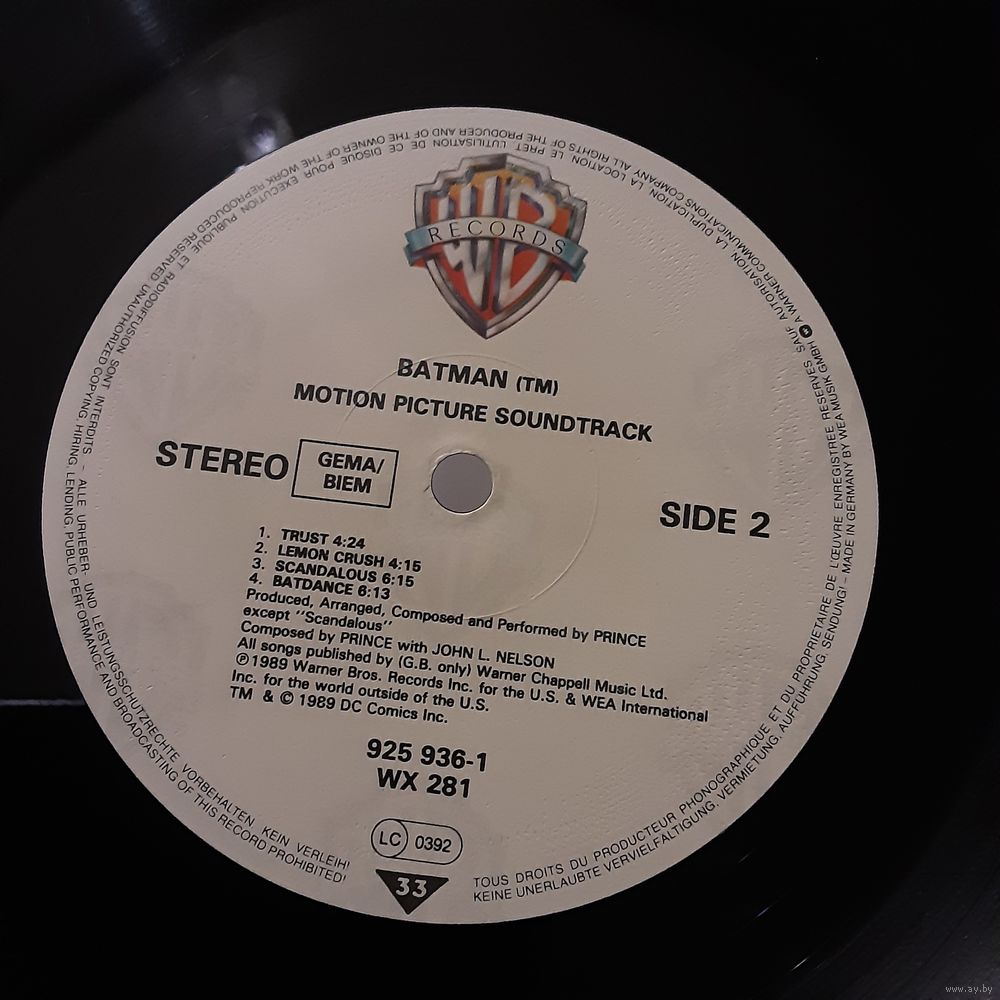 WB
RECORDS
BATMAN (TM)
MOTION PICTURE SOUNDTRACK
STEREO
GEMA/
BIEM
SIDE 2
1. TRUST 4:24
2. LEMON CRUSH 4:15
3. SCANDALOUS 6:15
4. BATDANCE 6:13
Produced, Arranged, Composed and Performed by PRINCE
except "Scandalous"
Composed by PRINCE with JOHN L. NELSON
All songs published by (G.B. only) Warner Chappell Music Ltd.
℗ 1989 Warner Bros. Records Inc. for the U.S. & WEA International
Inc. for the world outside of the U.S.
TM & © 1989 DC Comics Inc.
925 936-1
WX 281
LC 0392
33
TOUS DROITS DU PRODUCTEUR PHONOGRAPHIQUE ET DU PROPRIETAIRE DE L'ŒUVRE ENREGISTREE RESERVES SAUF AUTORISATION LA DUPLICATION, LA LOCATION, LE PRET, L'UTILISATION DE CE DISQUE POUR EXECUTION PUBLIQUE ET RADIODIFFUSION SONT INTERDITS - ALLE URHEBER- UND LEISTUNGSSCHUTZRECHTE VORBEHALTEN. KEIN VERLEIH!
KEINE UNERLAUBTE VERVIELFÄLTIGUNG, VERMIETUNG, AUFFÜHRUNG, SENDUNG! - MADE IN GERMANY BY WEA MUSIK GMBH A WARNER COMMUNICATIONS COMPANY ALL RIGHTS OF THE PRODUCER AND OF THE OWNER OF THE WORK REPRODUCED RESERVED UNAUTHORIZED COPYING, HIRING, LENDING, PUBLIC PERFORMANCE AND BROADCASTING OF THIS RECORD PROHIBITED!
www.ay.by